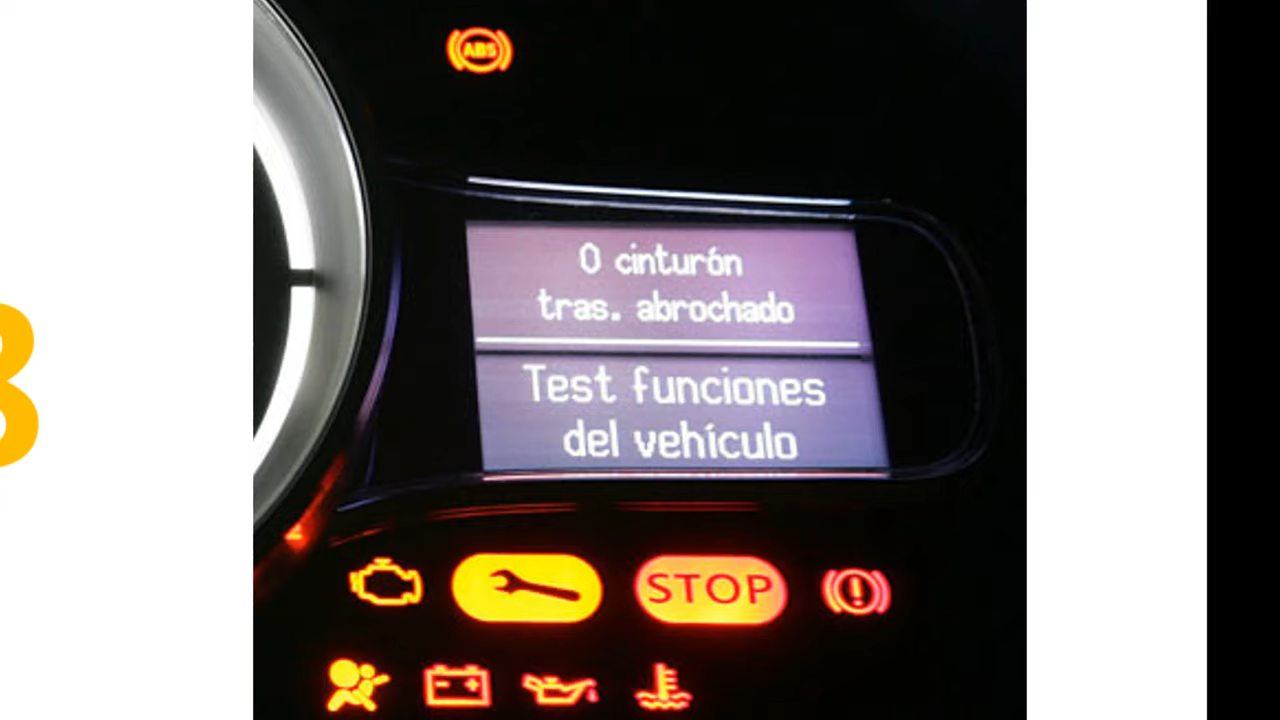 ABS
0 cinturón
tras. abrochado
Test funciones
del vehículo
STOP